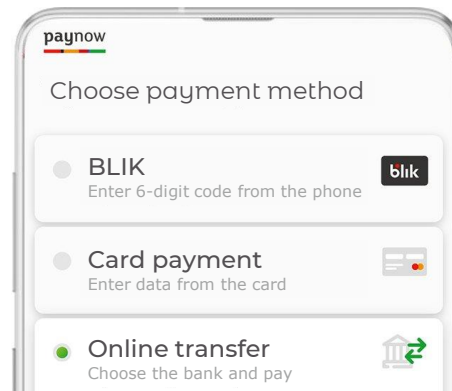 paynow
Choose payment method
BLIK
blık
Enter 6-digit code from the phone
Card payment
Enter data from the card
Online transfer
Choose the bank and pay